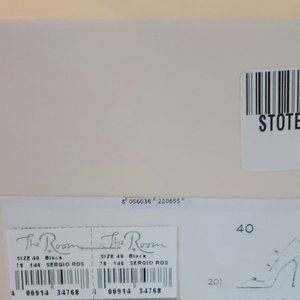 STOTE
8 056036 220655
The Room The Room
SIZE 40 Black SIZE 40 Black
78 146 SERGIO ROS 78 146 SERGIO ROS
00914 34768 00914 34768
40
201